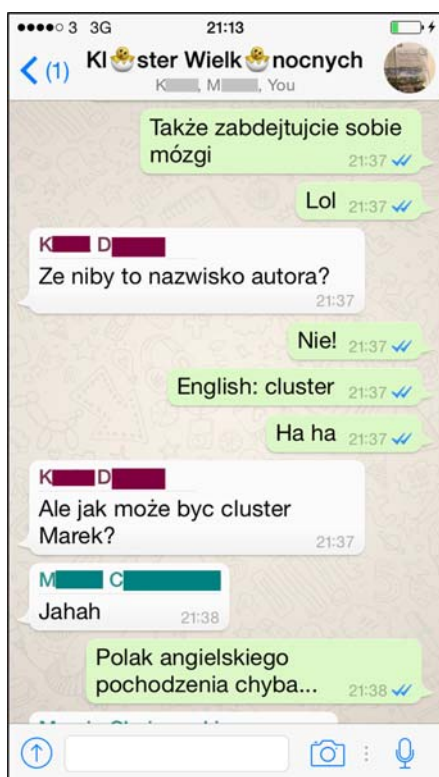 3 3G 21:13
(1) Kl🐣ster Wielk🐣nocnych
K , M , You
Także zabdejtujcie sobie
mózgi 21:37
Lol 21:37
K D
Ze niby to nazwisko autora?
21:37
Nie! 21:37
English: cluster 21:37
Ha ha 21:37
K D
Ale jak może byc cluster
Marek? 21:37
M C
Jahah 21:38
Polak angielskiego
pochodzenia chyba... 21:38